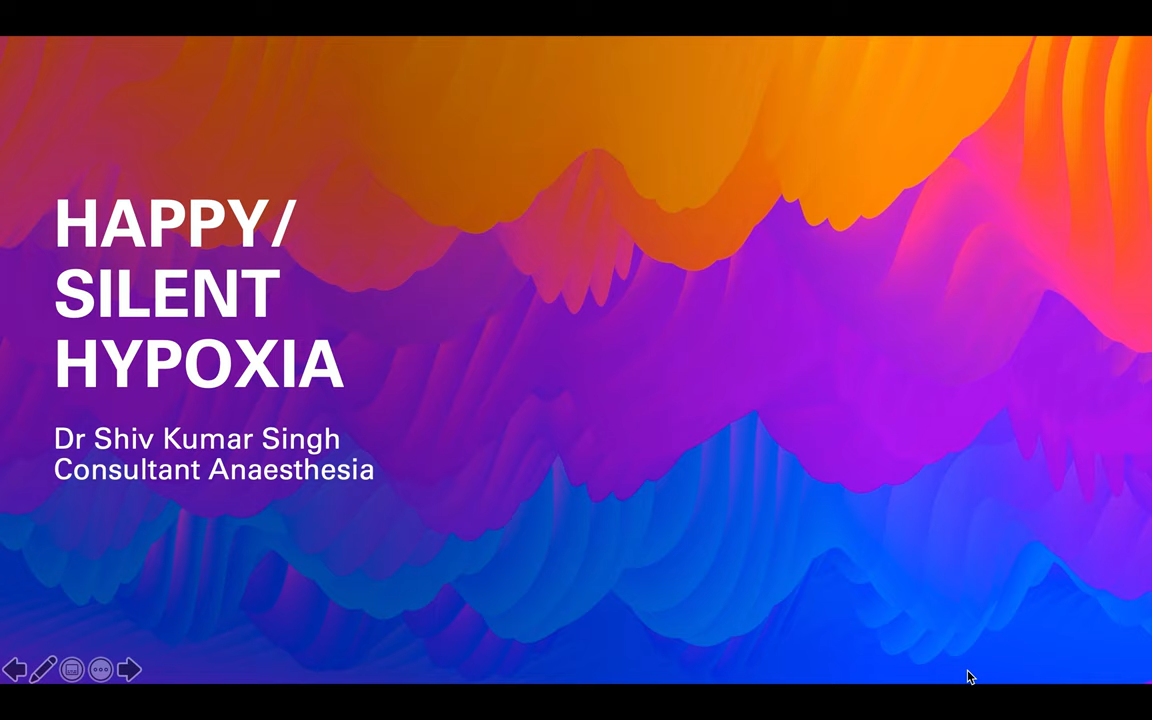 HAPPY/
SILENT
HYPOXIA
Dr Shiv Kumar Singh
Consultant Anaesthesia